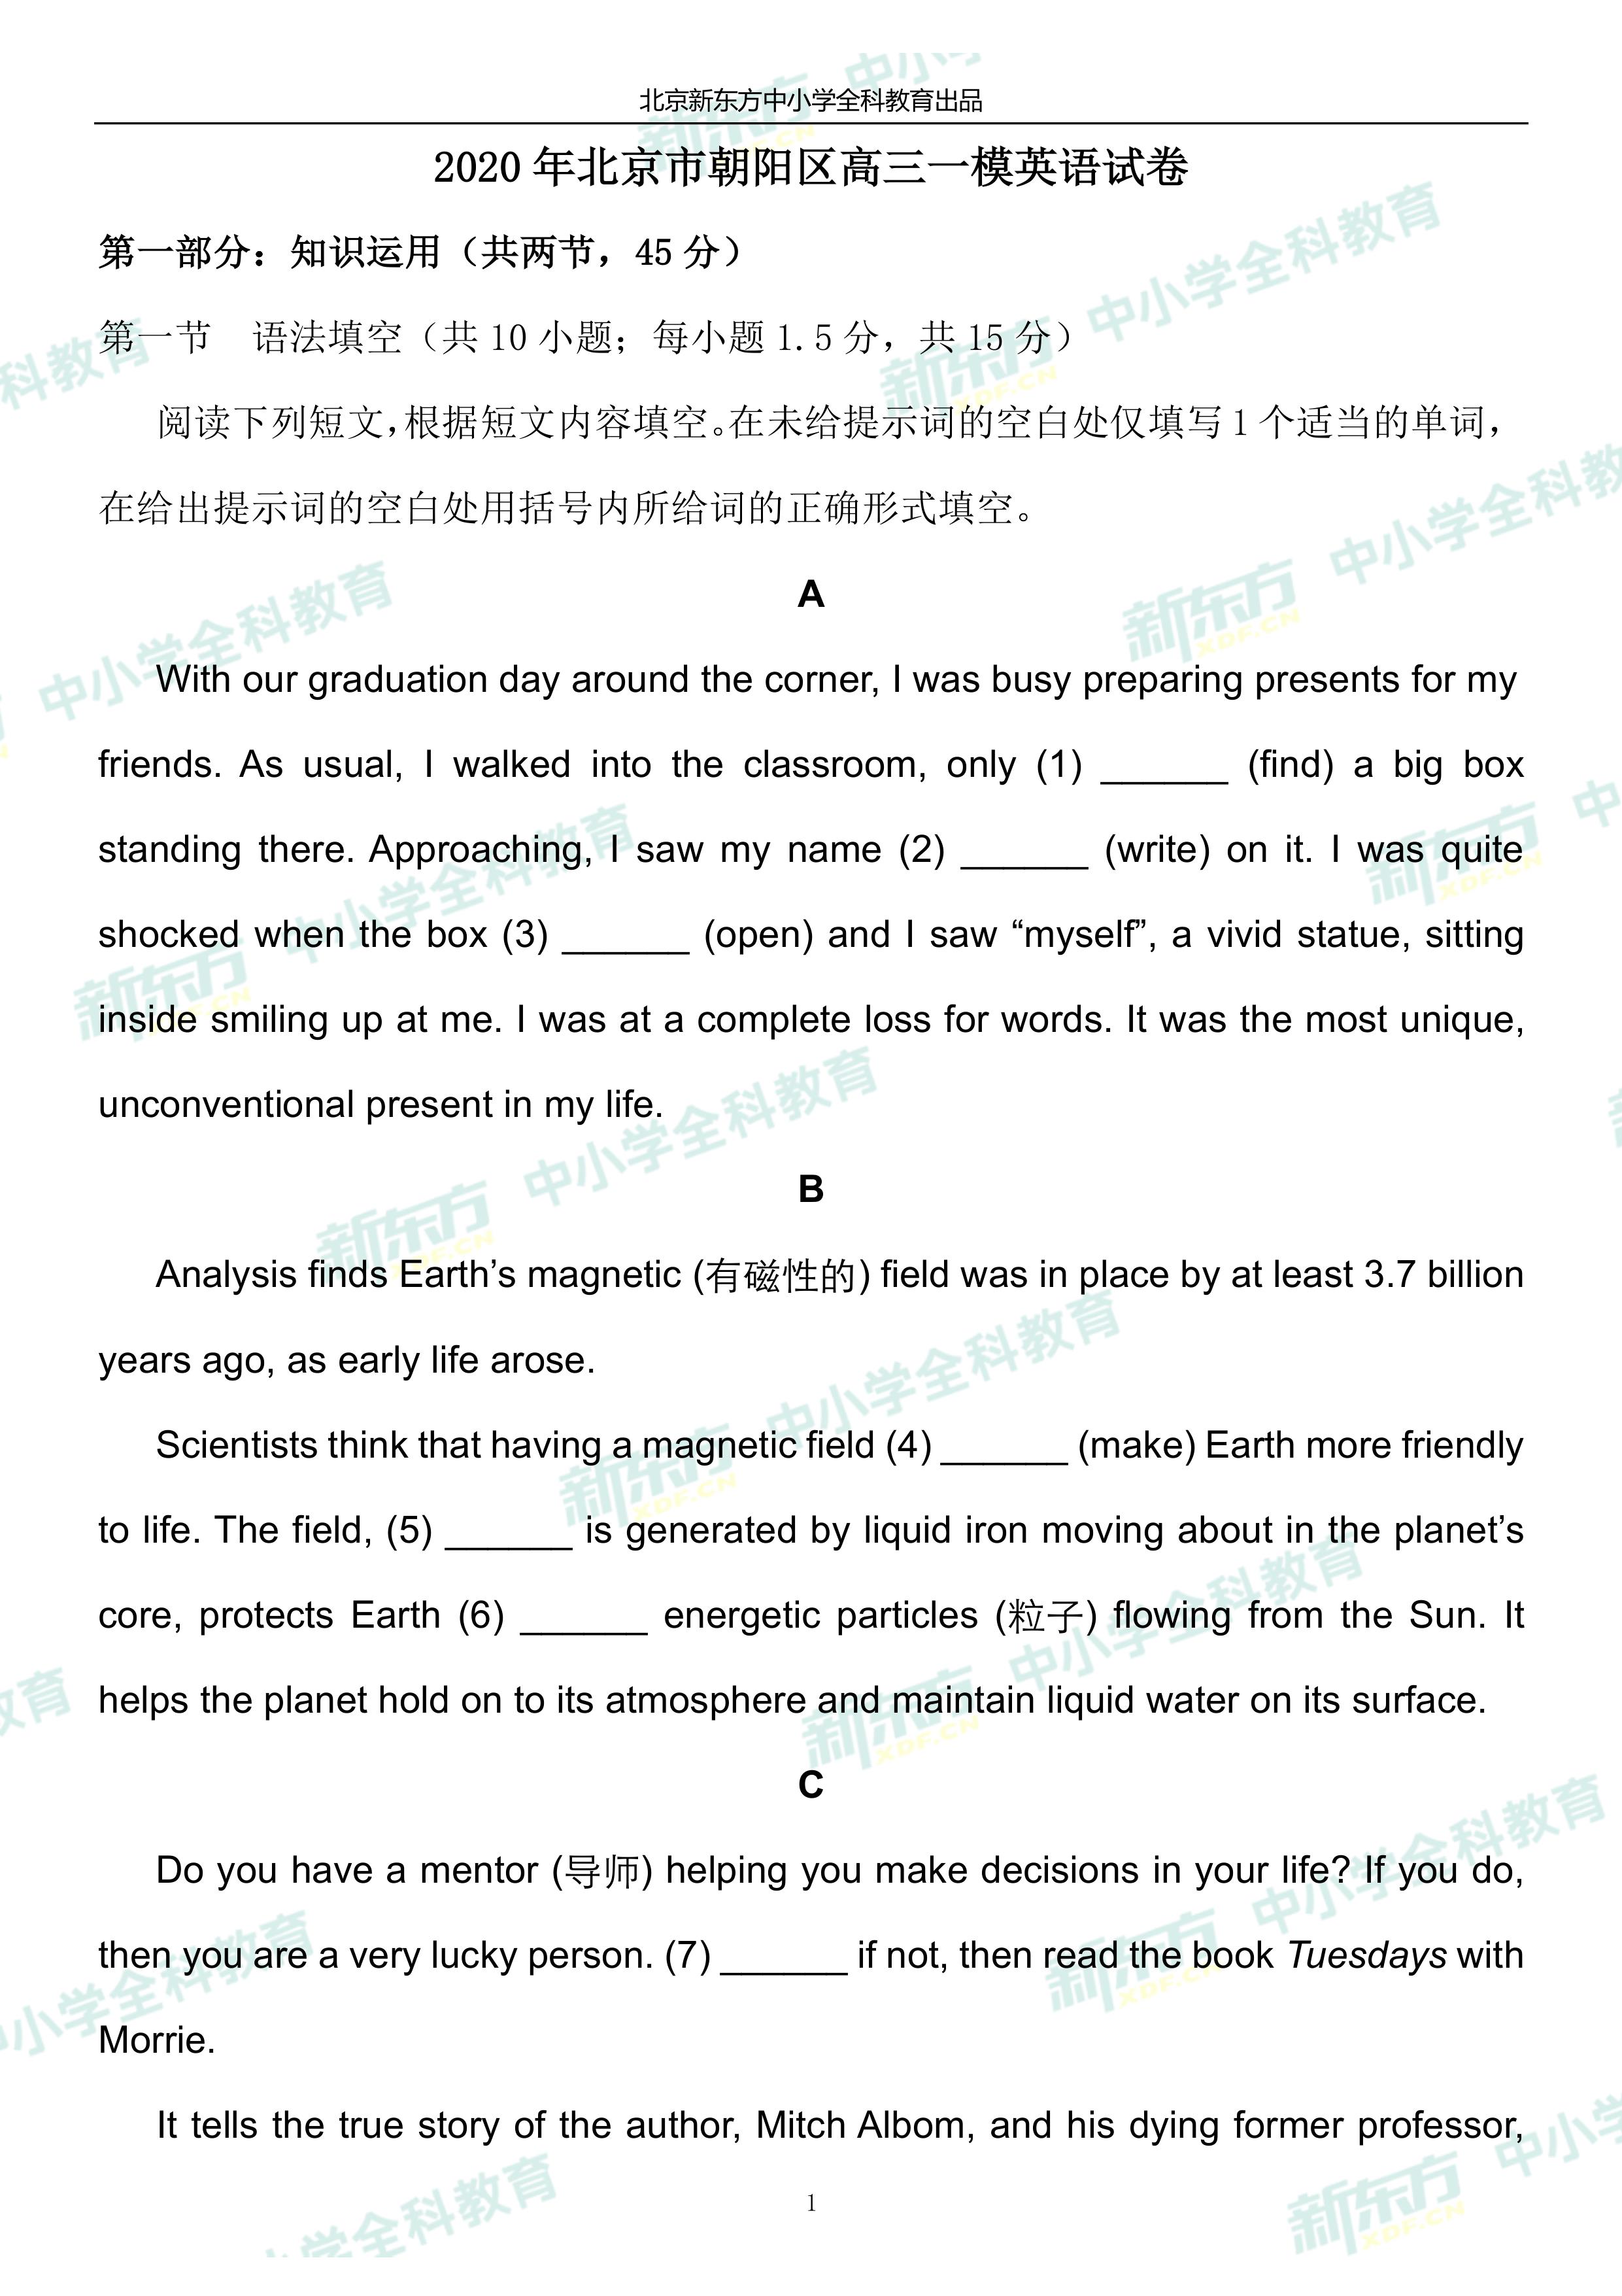 北京新东方中小学全科教育出品
2020 年北京市朝阳区高三一模英语试卷
第一部分：知识运用（共两节，45 分）
第一节　语法填空（共 10 小题；每小题 1.5 分，共 15 分）
阅读下列短文，根据短文内容填空。在未给提示词的空白处仅填写 1 个适当的单词，
在给出提示词的空白处用括号内所给词的正确形式填空。
A
With our graduation day around the corner, I was busy preparing presents for my
friends. As usual, I walked into the classroom, only (1) ______ (find) a big box
standing there. Approaching, I saw my name (2) ______ (write) on it. I was quite
shocked when the box (3) ______ (open) and I saw “myself”, a vivid statue, sitting
inside smiling up at me. I was at a complete loss for words. It was the most unique,
unconventional present in my life.
B
Analysis finds Earth’s magnetic (有磁性的) field was in place by at least 3.7 billion
years ago, as early life arose.
Scientists think that having a magnetic field (4) ______ (make) Earth more friendly
to life. The field, (5) ______ is generated by liquid iron moving about in the planet’s
core, protects Earth (6) ______ energetic particles (粒子) flowing from the Sun. It
helps the planet hold on to its atmosphere and maintain liquid water on its surface.
C
Do you have a mentor (导师) helping you make decisions in your life? If you do,
then you are a very lucky person. (7) ______ if not, then read the book Tuesdays with
Morrie.
It tells the true story of the author, Mitch Albom, and his dying former professor,
1
新东方 XDF.CN 中小学全科教育